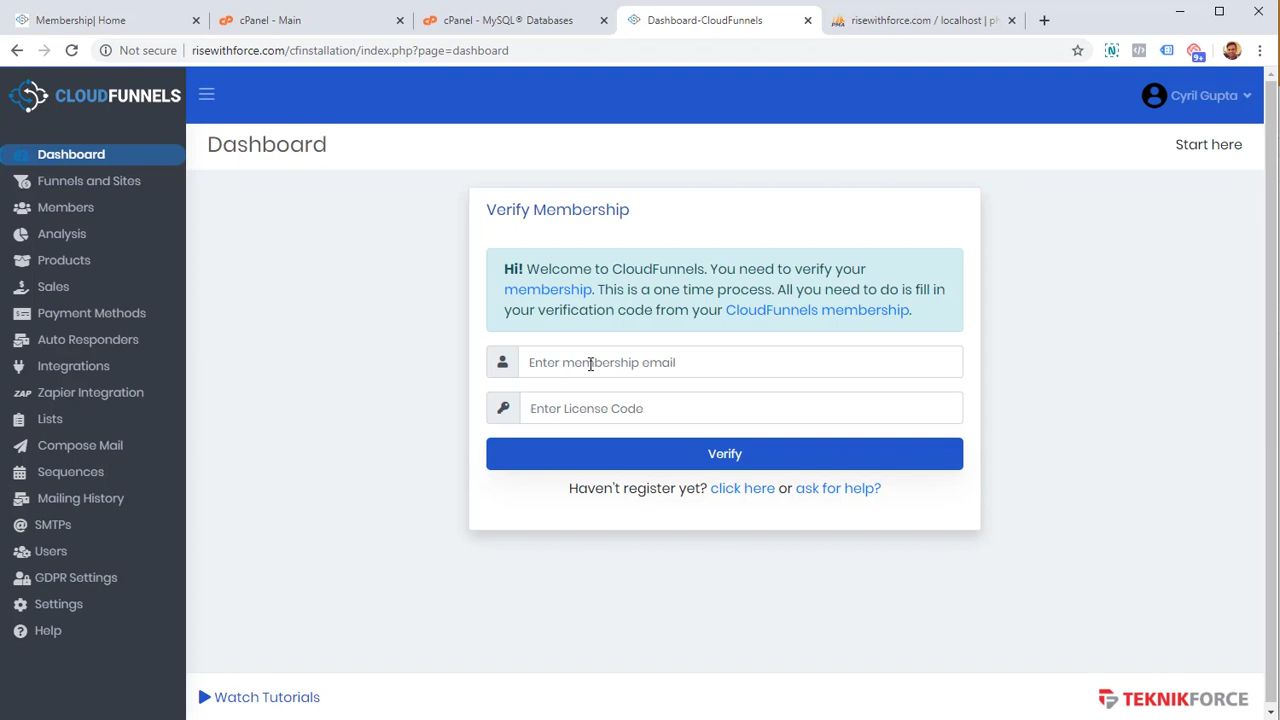 Membership| Home
cPanel - Main
cPanel - MySQL® Databases
Dashboard-CloudFunnels
risewithforce.com / localhost | ph
Not secure
risewithforce.com/cfinstallation/index.php?page=dashboard
9+
CLOUDFUNNELS
Cyril Gupta
Dashboard
Start here
Dashboard
Funnels and Sites
Members
Analysis
Products
Sales
Payment Methods
Auto Responders
Integrations
ZAP Zapier Integration
Lists
Compose Mail
Sequences
Mailing History
SMTPs
Users
GDPR Settings
Settings
Help
Verify Membership
Hi! Welcome to CloudFunnels. You need to verify your
membership. This is a one time process. All you need to do is fill in
your verification code from your CloudFunnels membership.
Enter membership email
Enter License Code
Verify
Haven't register yet? click here or ask for help?
Watch Tutorials
TEKNIKFORCE